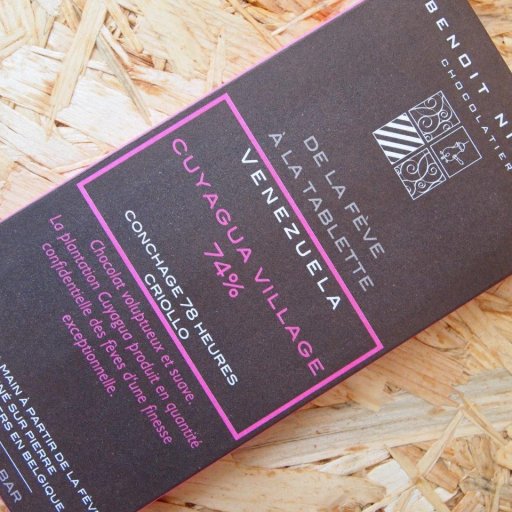 BENOIT NI
CHOCOLATIER
DE LA FÈVE
À LA TABLETTE
VENEZUELA
CUYAGUA VILLAGE
74%
CONCHAGE 78 HEURES
CRIOLLO
Chocolat voluptueux et suave.
La plantation Cuyagua produit en quantité
confidentielle des fèves d'une finesse
exceptionnelle.
MAIN À PARTIR DE LA FÈVE
NÉ SUR PIERRE
ERS EN BELGIQUE
BAR